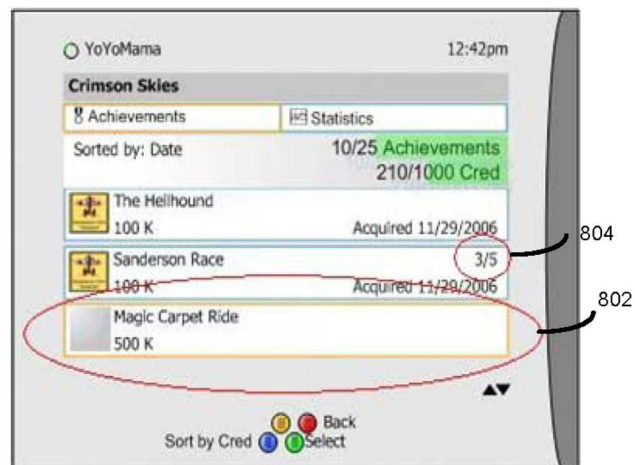 YoYoMama 12:42pm
Crimson Skies
Achievements Statistics
Sorted by: Date 10/25 Achievements
210/1000 Cred
The Hellhound
100 K Acquired 11/29/2006
Sanderson Race 3/5
100 K Acquired 11/29/2006
Magic Carpet Ride
500 K
Back
Sort by Cred Select
804
802